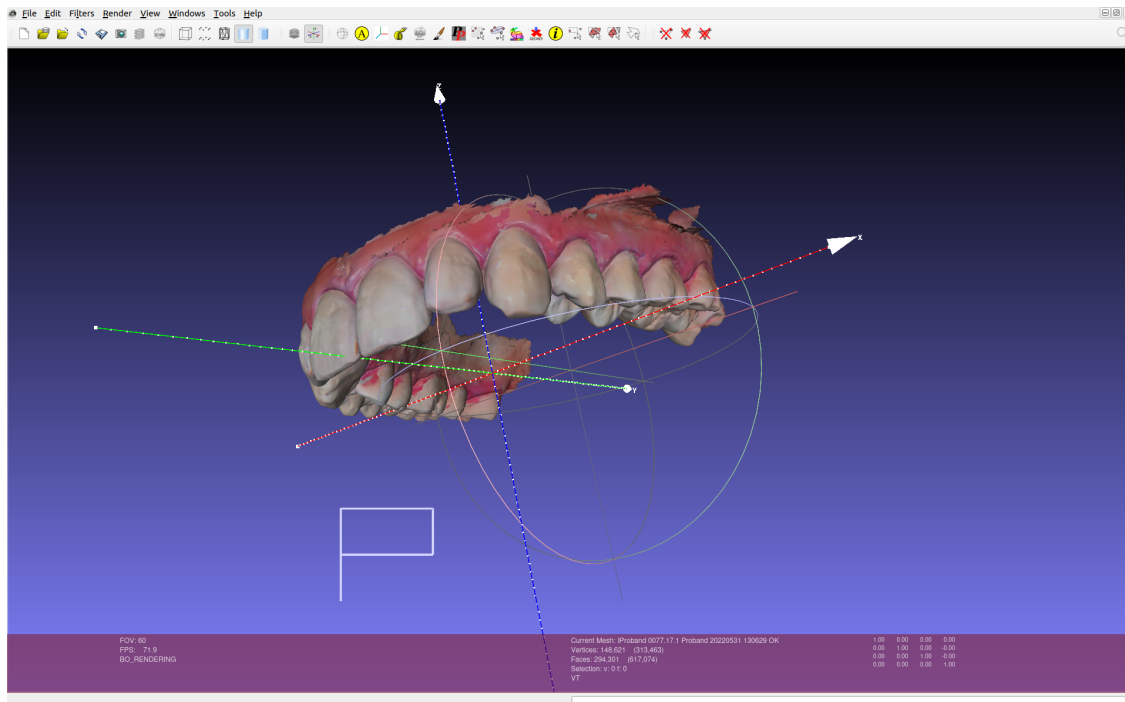 File Edit Filters Render View Windows Tools Help
A
i
Z
X
Y
FOV: 60
FPS: 71.9
BO_RENDERING
Current Mesh: IProband 0077.17.1 Proband 20220531 130629 OK
Vertices: 148,621 (313,463)
Faces: 294,301 (617,074)
Selection: v: 0 f: 0
VT
1.00 0.00 0.00 0.00
0.00 1.00 0.00 -0.00
0.00 0.00 1.00 -0.00
0.00 0.00 0.00 1.00